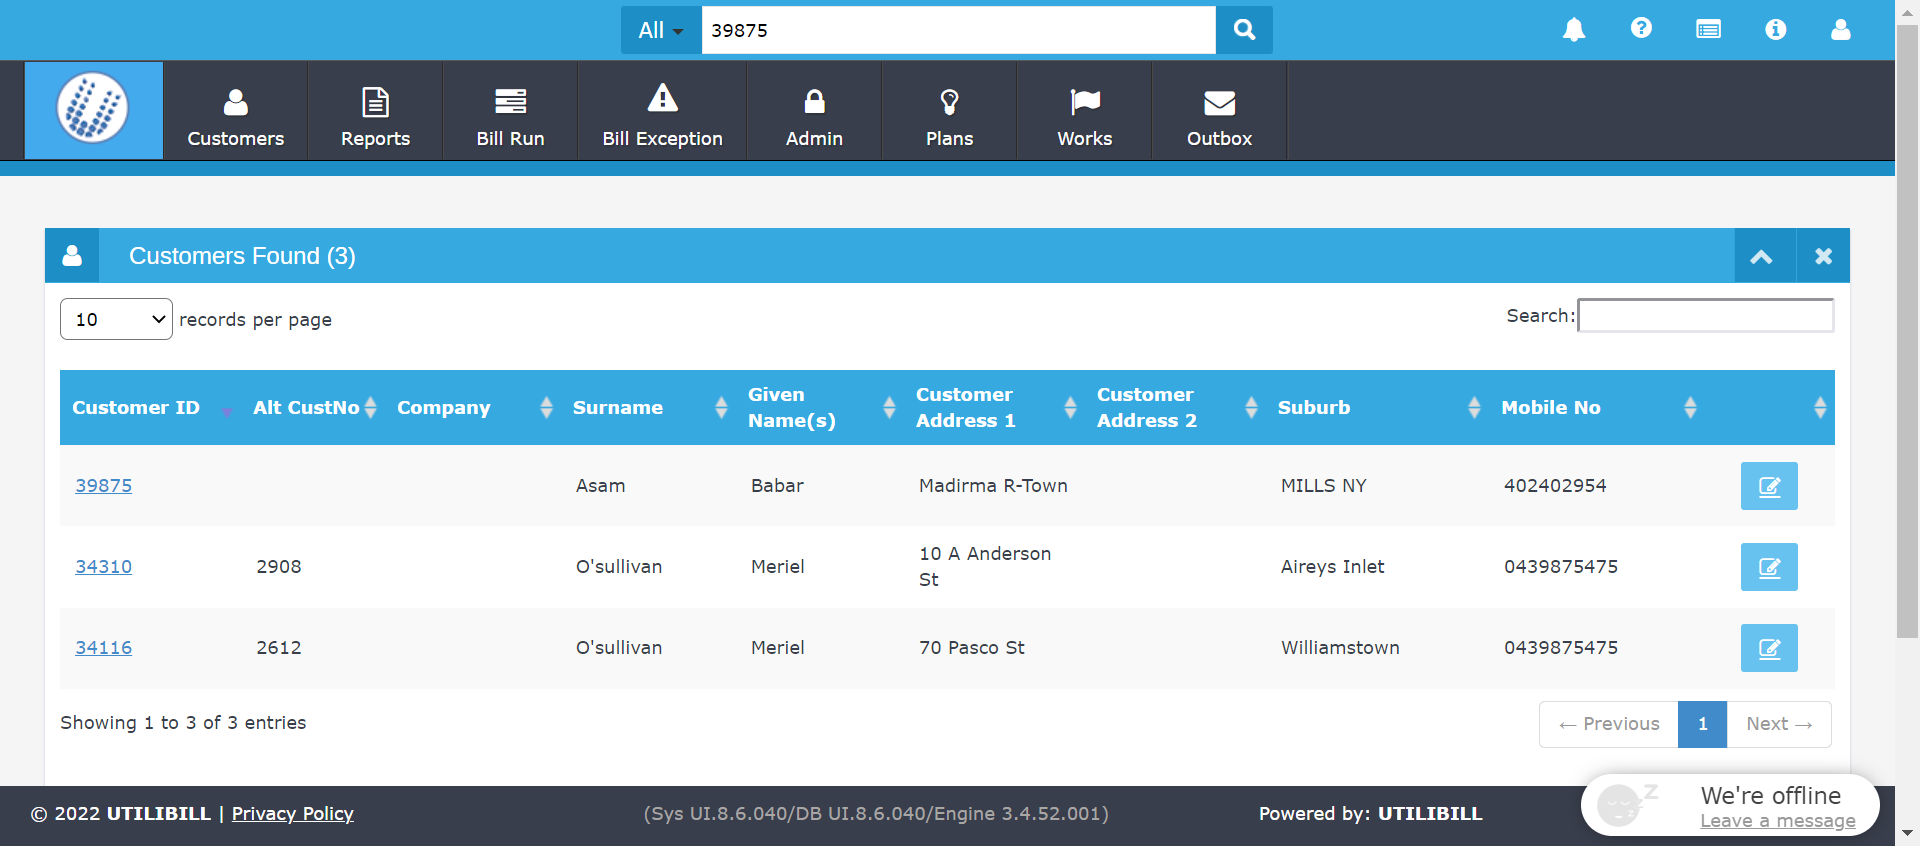 All
39875
Customers
Reports
Bill Run
Bill Exception
Admin
Plans
Works
Outbox
Customers Found (3)
10 records per page
Search:
Customer ID Alt CustNo Company Surname Given Name(s) Customer Address 1 Customer Address 2 Suburb Mobile No
39875 Asam Babar Madirma R-Town MILLS NY 402402954
34310 2908 O'sullivan Meriel 10 A Anderson St Aireys Inlet 0439875475
34116 2612 O'sullivan Meriel 70 Pasco St Williamstown 0439875475
Showing 1 to 3 of 3 entries
← Previous 1 Next →
© 2022 UTILIBILL | Privacy Policy
(Sys UI.8.6.040/DB UI.8.6.040/Engine 3.4.52.001)
Powered by: UTILIBILL
We're offline
Leave a message